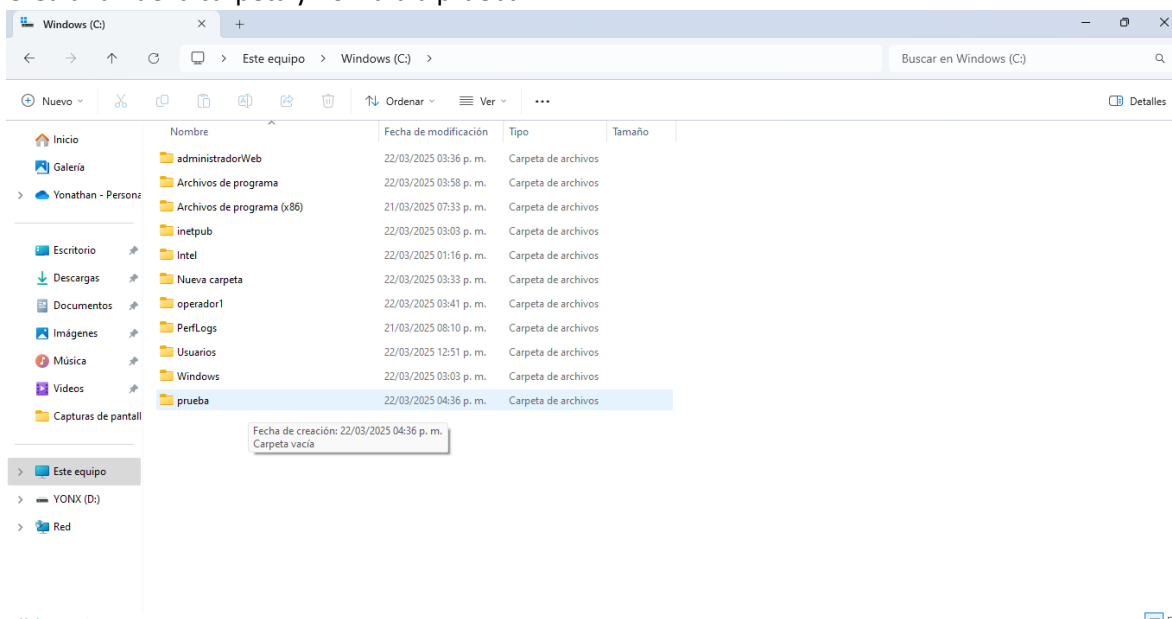 Windows (C:)
Este equipo > Windows (C:) >
Buscar en Windows (C:)
Nuevo
Ordenar
Ver
Detalles
Nombre
Fecha de modificación
Tipo
Tamaño
Inicio
Galería
Yonathan - Persona
Escritorio
Descargas
Documentos
Imágenes
Música
Videos
Capturas de pantall
Este equipo
YONX (D:)
Red
administradorWeb 22/03/2025 03:36 p. m. Carpeta de archivos
Archivos de programa 22/03/2025 03:58 p. m. Carpeta de archivos
Archivos de programa (x86) 21/03/2025 07:33 p. m. Carpeta de archivos
inetpub 22/03/2025 03:03 p. m. Carpeta de archivos
Intel 22/03/2025 01:16 p. m. Carpeta de archivos
Nueva carpeta 22/03/2025 03:33 p. m. Carpeta de archivos
operador1 22/03/2025 03:41 p. m. Carpeta de archivos
PerfLogs 21/03/2025 08:10 p. m. Carpeta de archivos
Usuarios 22/03/2025 12:51 p. m. Carpeta de archivos
Windows 22/03/2025 03:03 p. m. Carpeta de archivos
prueba 22/03/2025 04:36 p. m. Carpeta de archivos
Fecha de creación: 22/03/2025 04:36 p. m.
Carpeta vacía